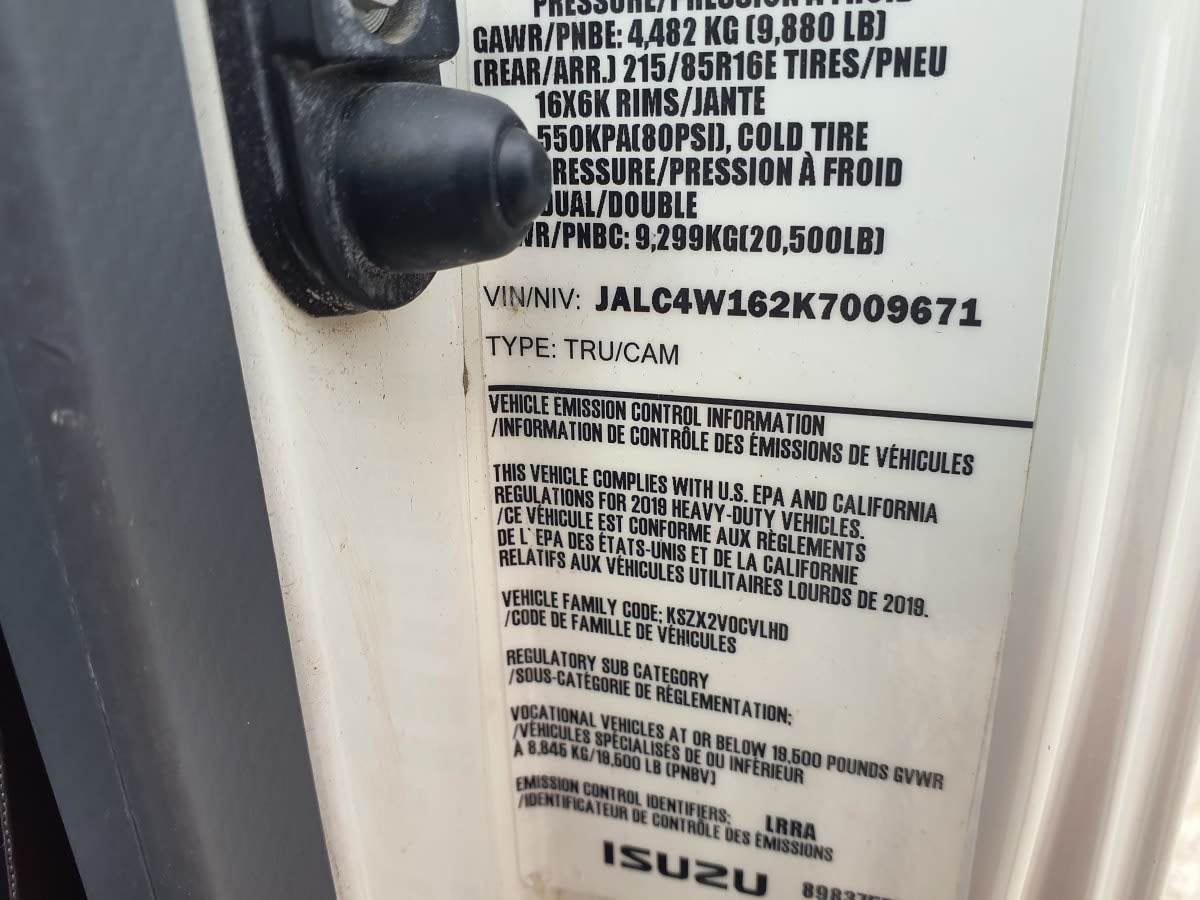 PRESSURE/PRESSION À FROID
GAWR/PNBE: 4,482 KG (9,880 LB)
(REAR/ARR.) 215/85R16E TIRES/PNEU
16X6K RIMS/JANTE
550KPA(80PSI), COLD TIRE
RESSURE/PRESSION À FROID
DUAL/DOUBLE
WR/PNBC: 9,299KG(20,500LB)
VIN/NIV: JALC4W162K7009671
TYPE: TRU/CAM
VEHICLE EMISSION CONTROL INFORMATION
/INFORMATION DE CONTRÔLE DES ÉMISSIONS DE VÉHICULES
THIS VEHICLE COMPLIES WITH U.S. EPA AND CALIFORNIA
REGULATIONS FOR 2019 HEAVY-DUTY VEHICLES.
/CE VÉHICULE EST CONFORME AUX RÈGLEMENTS
DE L`EPA DES ÉTATS-UNIS ET DE LA CALIFORNIE
RELATIFS AUX VÉHICULES UTILITAIRES LOURDS DE 2019.
VEHICLE FAMILY CODE; KSZX2VOCVLHD
/CODE DE FAMILLE DE VÉHICULES
REGULATORY SUB CATEGORY
/SOUS-CATÉGORIE DE RÉGLEMENTATION;
VOCATIONAL VEHICLES AT OR BELOW 19,500 POUNDS GVWR
/VÉHICULES SPÉCIALISÉS DE OU INFÉRIEUR
À 8,845 KG/19,500 LB (PNBV)
EMISSION CONTROL IDENTIFIERS; LRRA
/IDENTIFICATEUR DE CONTRÔLE DES ÉMISSIONS
ISUZU